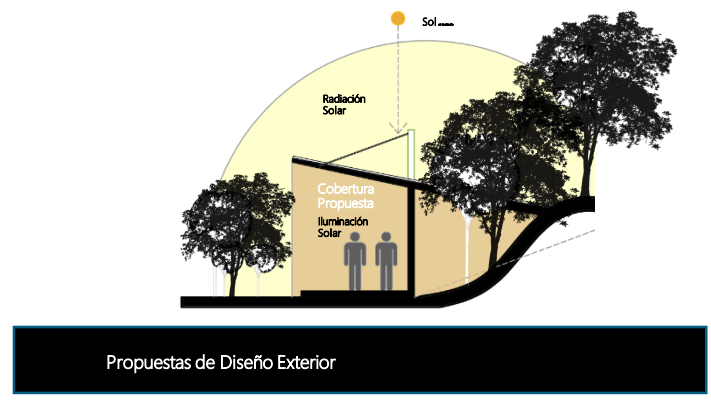 Sol
Radiación
Solar
Cobertura
Propuesta
Iluminación
Solar
Propuestas de Diseño Exterior